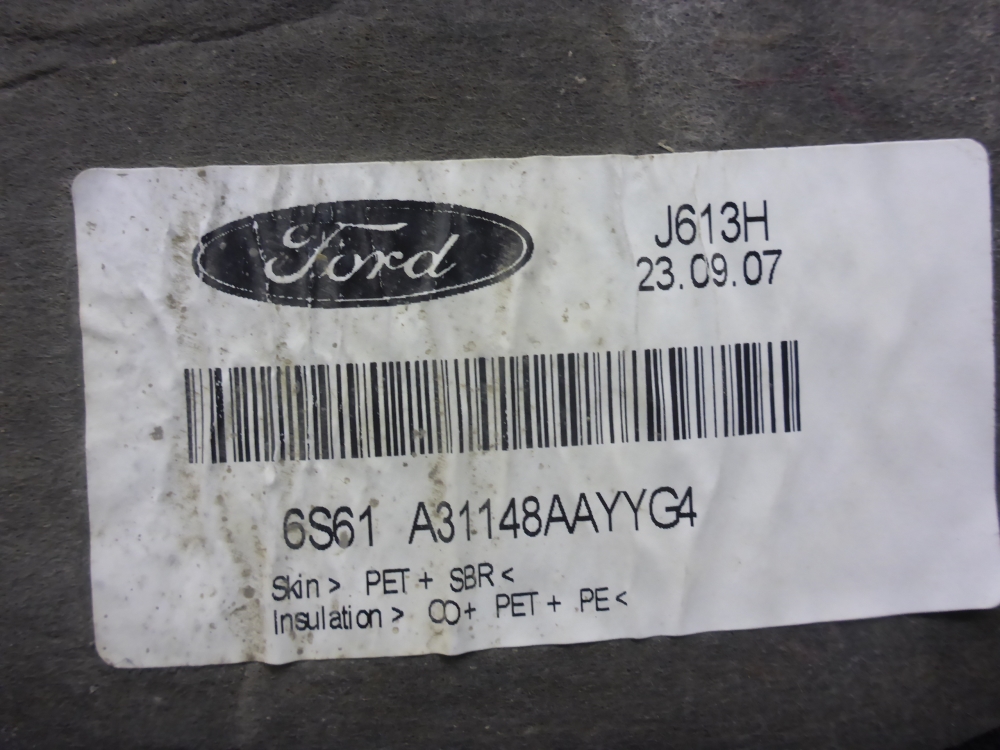 Ford
J613H
23.09.07
6S61 A31148AAYYG4
Skin > PET + SBR <
Insulation > CO+ PET + PE <